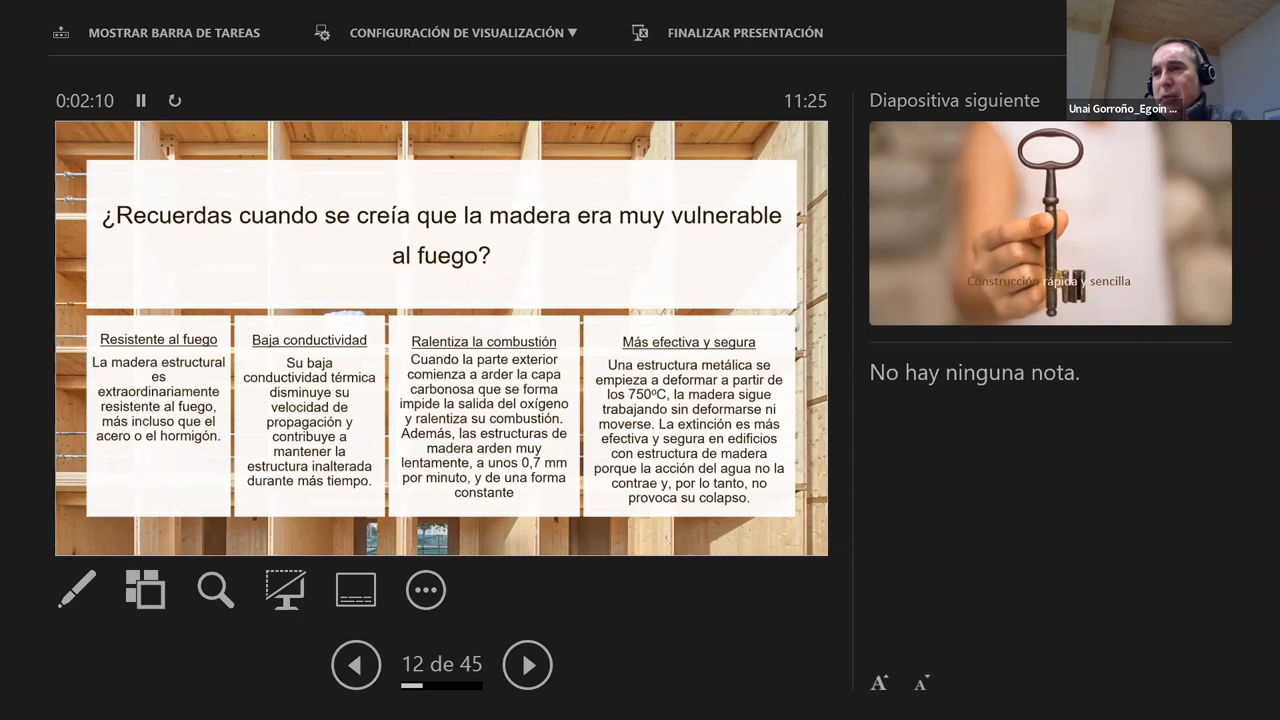 MOSTRAR BARRA DE TAREAS
CONFIGURACIÓN DE VISUALIZACIÓN ▼
FINALIZAR PRESENTACIÓN
Unai Gorroño_Egoin ...
0:02:10
11:25
¿Recuerdas cuando se creía que la madera era muy vulnerable
al fuego?
Resistente al fuego
La madera estructural
es
extraordinariamente
resistente al fuego,
más incluso que el
acero o el hormigón.
Baja conductividad
Su baja
conductividad térmica
disminuye su
velocidad de
propagación y
contribuye a
mantener la
estructura inalterada
durante más tiempo.
Ralentiza la combustión
Cuando la parte exterior
comienza a arder la capa
carbonosa que se forma
impide la salida del oxígeno
y ralentiza su combustión.
Además, las estructuras de
madera arden muy
lentamente, a unos 0,7 mm
por minuto, y de una forma
constante
Más efectiva y segura
Una estructura metálica se
empieza a deformar a partir de
los 750ºC, la madera sigue
trabajando sin deformarse ni
moverse. La extinción es más
efectiva y segura en edificios
con estructura de madera
porque la acción del agua no la
contrae y, por lo tanto, no
provoca su colapso.
12 de 45
Diapositiva siguiente
Construcción rápida y sencilla
No hay ninguna nota.
A A